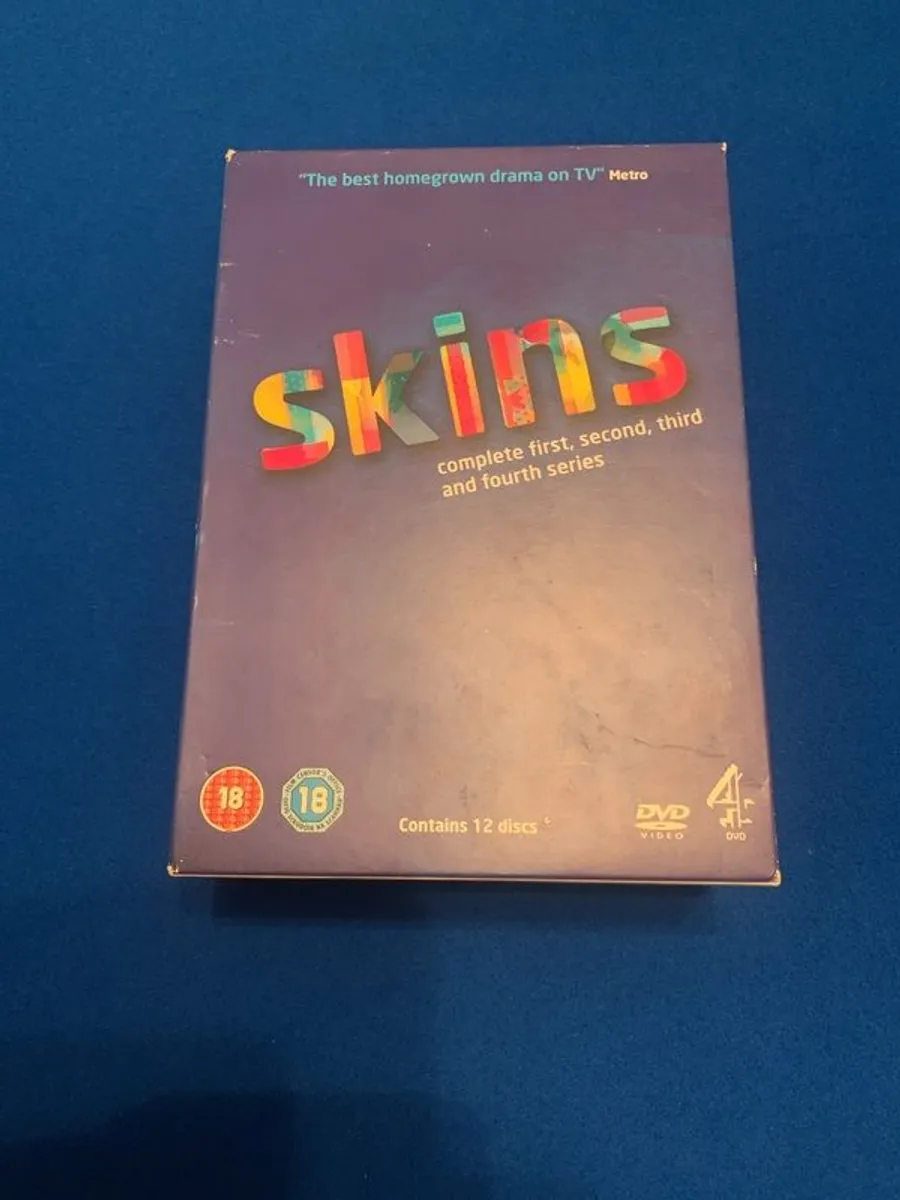 "The best homegrown drama on TV" Metro
skins
complete first, second, third
and fourth series
18
18
Contains 12 discs
DVD
VIDEO
4
DVD